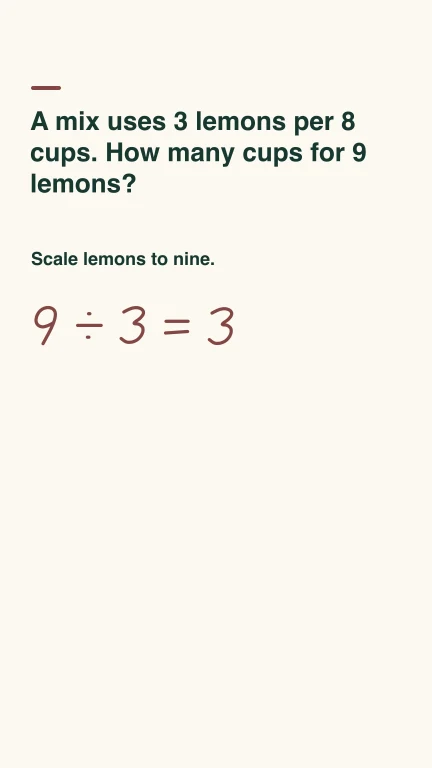 A mix uses 3 lemons per 8
cups. How many cups for 9
lemons?
Scale lemons to nine.
9 ÷ 3 = 3